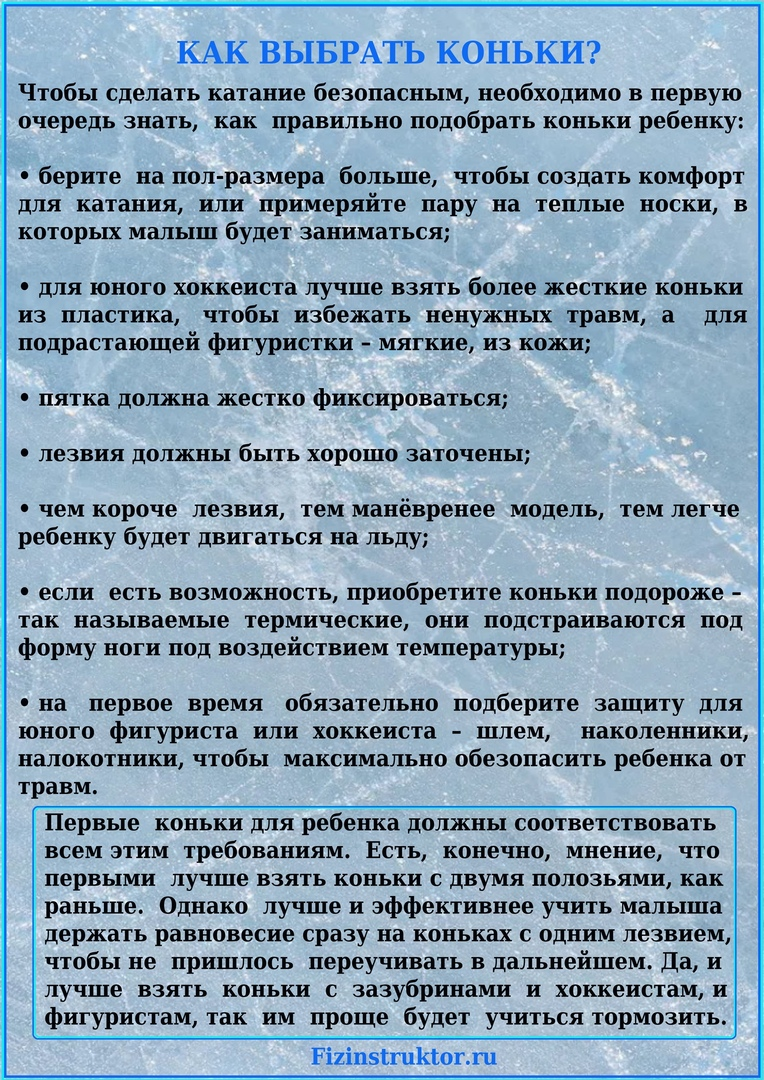 КАК ВЫБРАТЬ КОНЬКИ?
Чтобы сделать катание безопасным, необходимо в первую
очередь знать, как правильно подобрать коньки ребенку:
• берите на пол-размера больше, чтобы создать комфорт
для катания, или примеряйте пару на теплые носки, в
которых малыш будет заниматься;
• для юного хоккеиста лучше взять более жесткие коньки
из пластика, чтобы избежать ненужных травм, а для
подрастающей фигуристки – мягкие, из кожи;
• пятка должна жестко фиксироваться;
• лезвия должны быть хорошо заточены;
• чем короче лезвия, тем манёвренее модель, тем легче
ребенку будет двигаться на льду;
• если есть возможность, приобретите коньки подороже –
так называемые термические, они подстраиваются под
форму ноги под воздействием температуры;
• на первое время обязательно подберите защиту для
юного фигуриста или хоккеиста – шлем, наколенники,
налокотники, чтобы максимально обезопасить ребенка от
травм.
Первые коньки для ребенка должны соответствовать
всем этим требованиям. Есть, конечно, мнение, что
первыми лучше взять коньки с двумя полозьями, как
раньше. Однако лучше и эффективнее учить малыша
держать равновесие сразу на коньках с одним лезвием,
чтобы не пришлось переучивать в дальнейшем. Да, и
лучше взять коньки с зазубринами и хоккеистам, и
фигуристам, так им проще будет учиться тормозить.
Fizinstruktor.ru